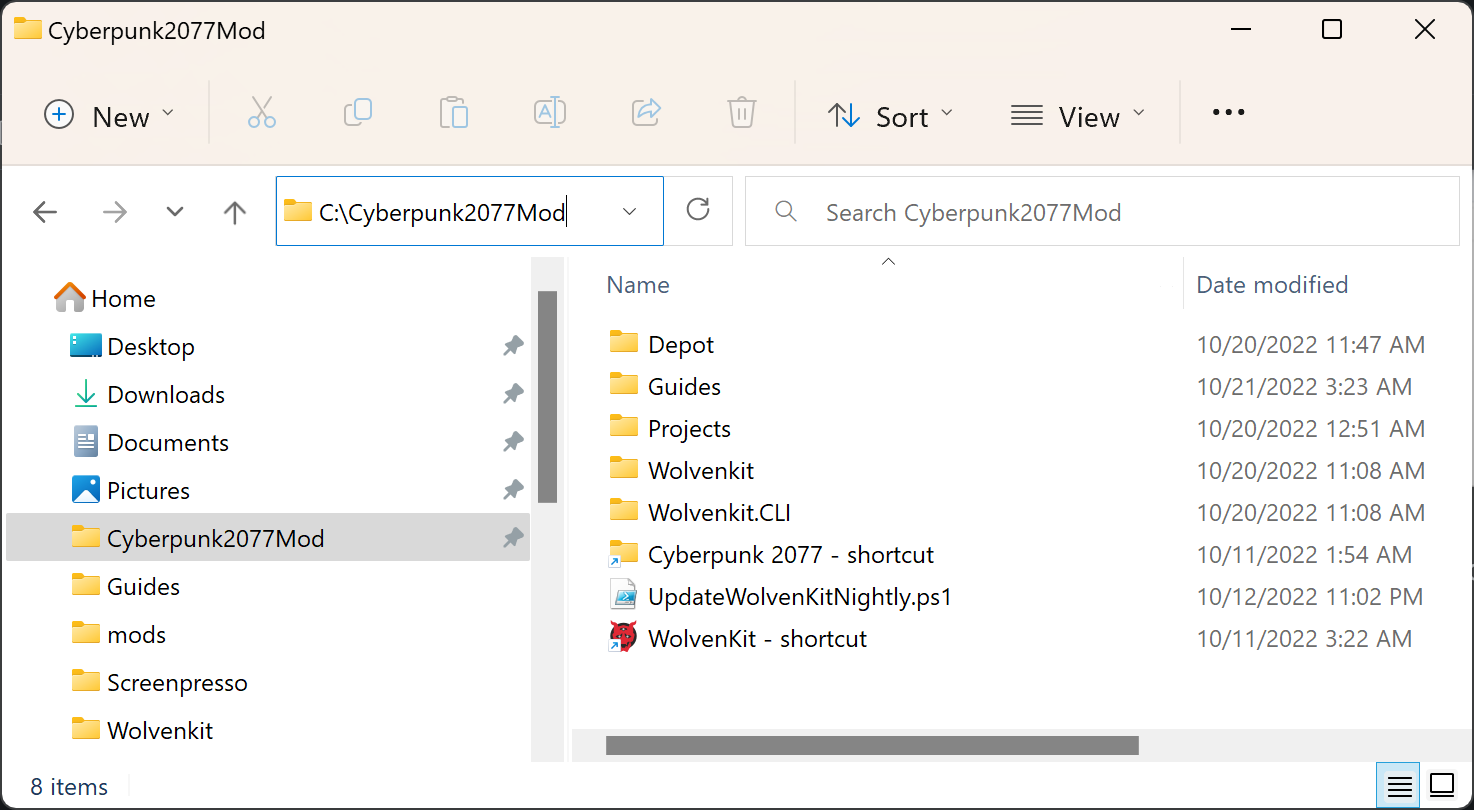 Cyberpunk2077Mod
New
Sort
View
C:\Cyberpunk2077Mod
Search Cyberpunk2077Mod
Home
Desktop
Downloads
Documents
Pictures
Cyberpunk2077Mod
Guides
mods
Screenpresso
Wolvenkit
Name Date modified
Depot 10/20/2022 11:47 AM
Guides 10/21/2022 3:23 AM
Projects 10/20/2022 12:51 AM
Wolvenkit 10/20/2022 11:08 AM
Wolvenkit.CLI 10/20/2022 11:08 AM
Cyberpunk 2077 - shortcut 10/11/2022 1:54 AM
UpdateWolvenKitNightly.ps1 10/12/2022 11:02 PM
WolvenKit - shortcut 10/11/2022 3:22 AM
8 items